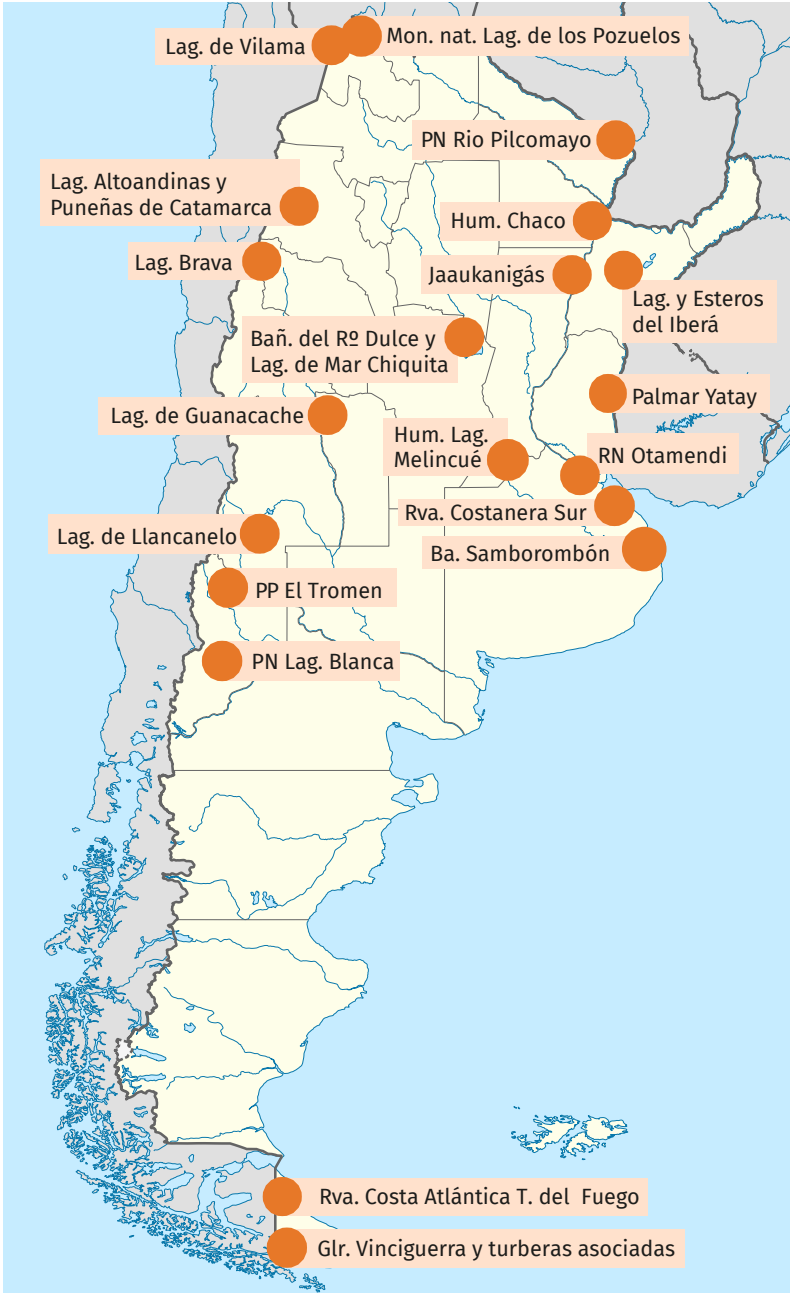 Lag. de Vilama
Mon. nat. Lag. de los Pozuelos
PN Rio Pilcomayo
Lag. Altoandinas y
Puneñas de Catamarca
Hum. Chaco
Lag. Brava
Jaaukanigás
Lag. y Esteros
del Iberá
Bañ. del Rº Dulce y
Lag. de Mar Chiquita
Palmar Yatay
Lag. de Guanacache
Hum. Lag.
Melincué
RN Otamendi
Rva. Costanera Sur
Lag. de Llancanelo
Ba. Samborombón
PP El Tromen
PN Lag. Blanca
Rva. Costa Atlántica T. del Fuego
Glr. Vinciguerra y turberas asociadas